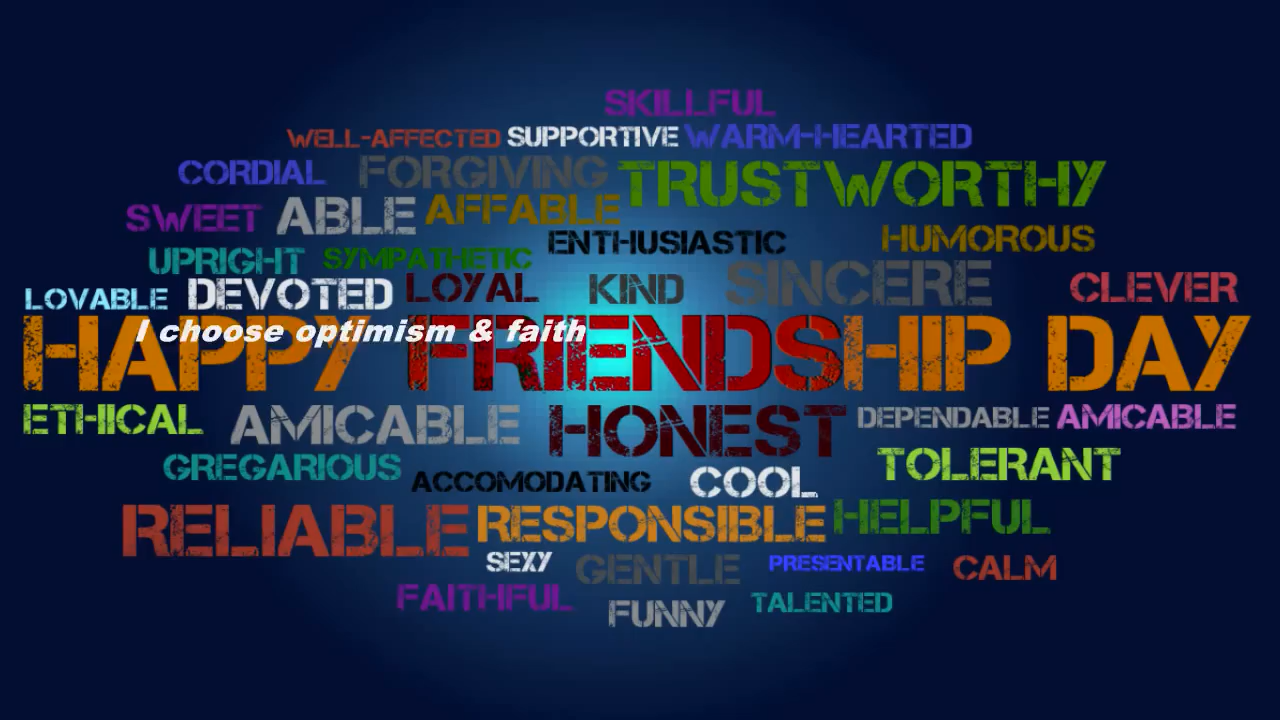 SKILLFUL
WELL-AFFECTED SUPPORTIVE WARM-HEARTED
CORDIAL FORGIVING TRUSTWORTHY
SWEET ABLE AFFABLE
ENTHUSIASTIC HUMOROUS
UPRIGHT SYMPATHETIC
LOVABLE DEVOTED LOYAL KIND SINCERE CLEVER
I choose optimism & faith
HAPPY FRIENDSHIP DAY
ETHICAL AMICABLE HONEST DEPENDABLE AMICABLE
GREGARIOUS ACCOMODATING COOL TOLERANT
RELIABLE RESPONSIBLE HELPFUL
SEXY GENTLE PRESENTABLE CALM
FAITHFUL FUNNY TALENTED